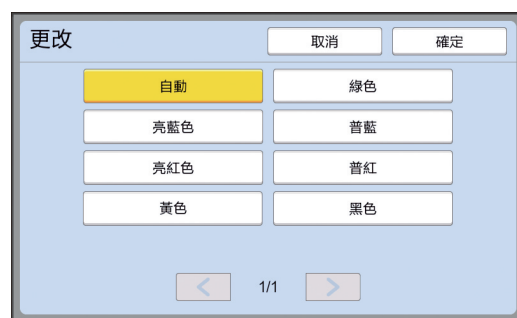 更改 取消 確定
自動 綠色
亮藍色 普藍
亮紅色 普紅
黃色 黑色
1/1